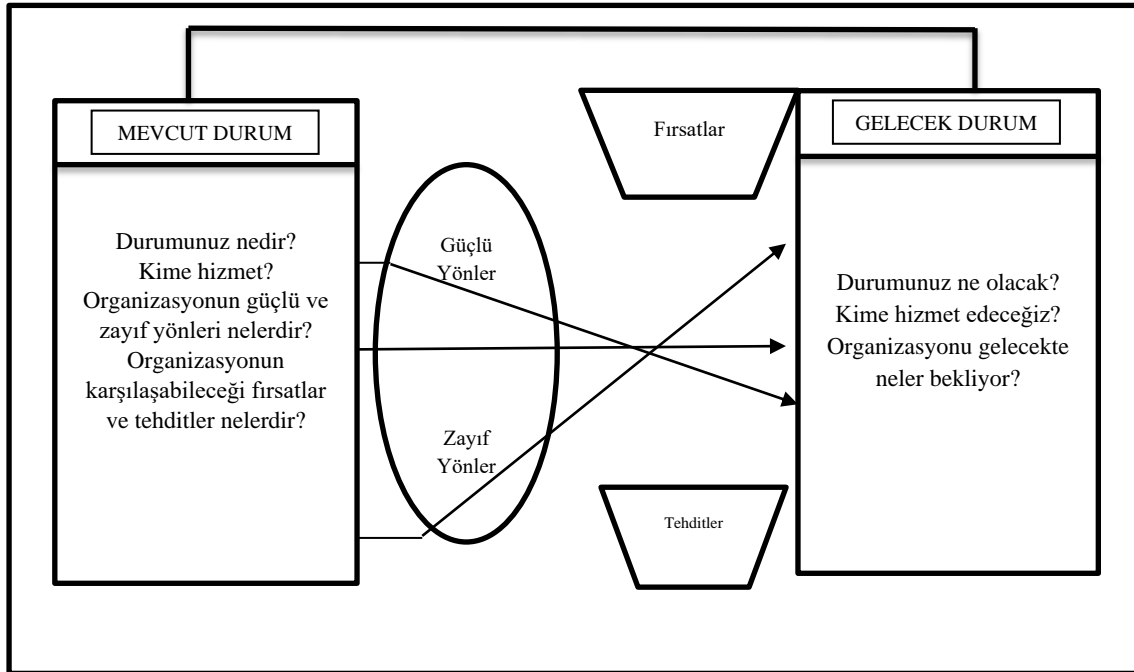 MEVCUT DURUM
Durumunuz nedir?
Kime hizmet?
Organizasyonun güçlü ve
zayıf yönleri nelerdir?
Organizasyonun
karşılaşabileceği fırsatlar
ve tehditler nelerdir?
Güçlü
Yönler
Zayıf
Yönler
Fırsatlar
Tehditler
GELECEK DURUM
Durumunuz ne olacak?
Kime hizmet edeceğiz?
Organizasyonu gelecekte
neler bekliyor?